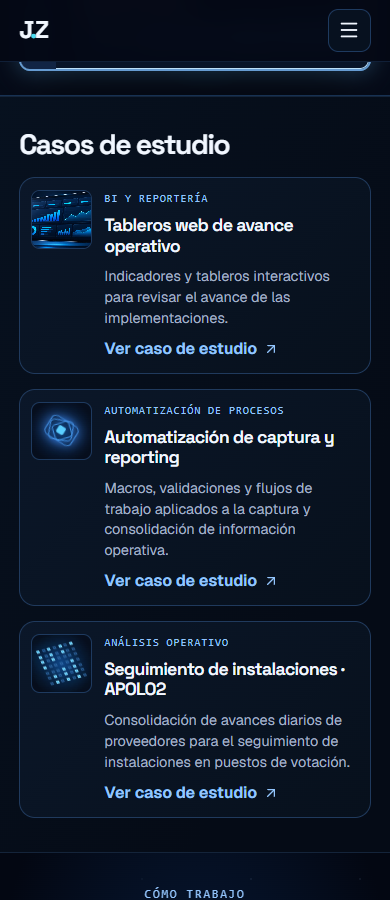 J.Z
Casos de estudio
BI Y REPORTERÍA
Tableros web de avance
operativo
Indicadores y tableros interactivos
para revisar el avance de las
implementaciones.
Ver caso de estudio ↗
AUTOMATIZACIÓN DE PROCESOS
Automatización de captura y
reporting
Macros, validaciones y flujos de
trabajo aplicados a la captura y
consolidación de información
operativa.
Ver caso de estudio ↗
ANÁLISIS OPERATIVO
Seguimiento de instalaciones ·
APOLO2
Consolidación de avances diarios de
proveedores para el seguimiento de
instalaciones en puestos de votación.
Ver caso de estudio ↗
CÓMO TRABAJO